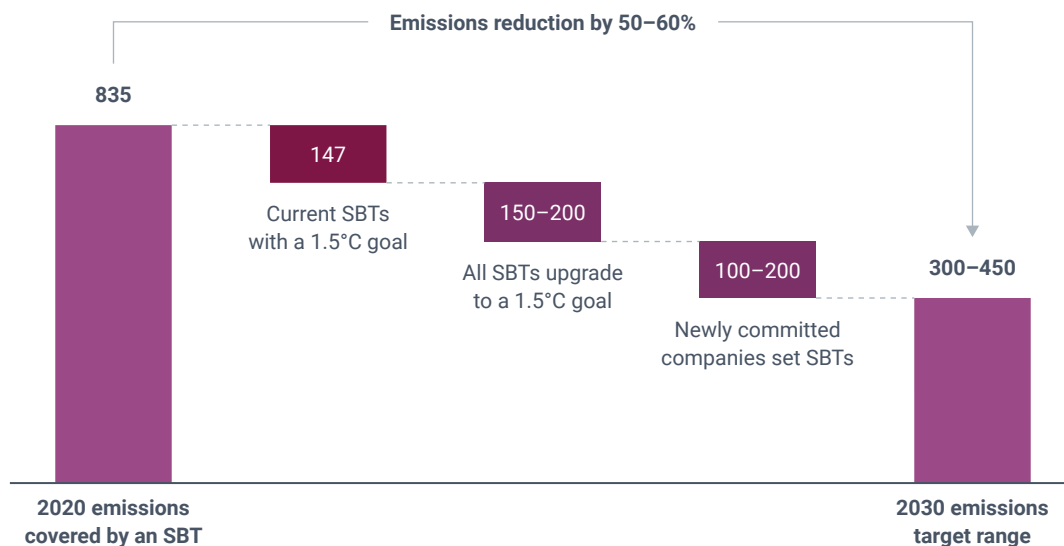 Emissions reduction by 50–60%
835
147
Current SBTs
with a 1.5°C goal
150–200
All SBTs upgrade
to a 1.5°C goal
100–200
Newly committed
companies set SBTs
300–450
2020 emissions
covered by an SBT
2030 emissions
target range